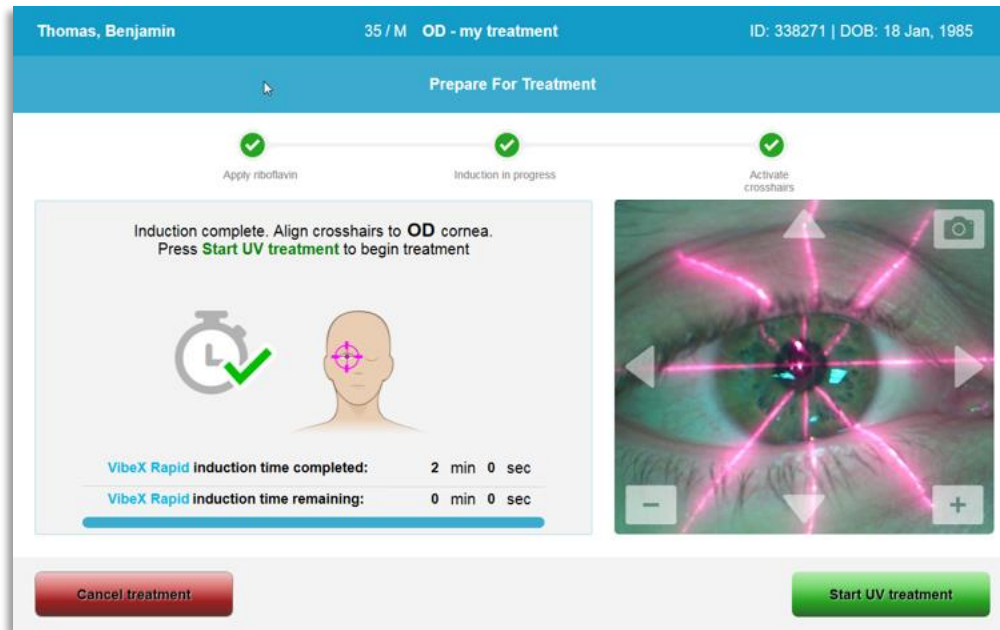 Thomas, Benjamin 35 / M OD - my treatment ID: 338271 | DOB: 18 Jan, 1985
Prepare For Treatment
Apply riboflavin
Induction in progress
Activate
crosshairs
Induction complete. Align crosshairs to OD cornea.
Press Start UV treatment to begin treatment
VibeX Rapid induction time completed: 2 min 0 sec
VibeX Rapid induction time remaining: 0 min 0 sec
Cancel treatment
Start UV treatment